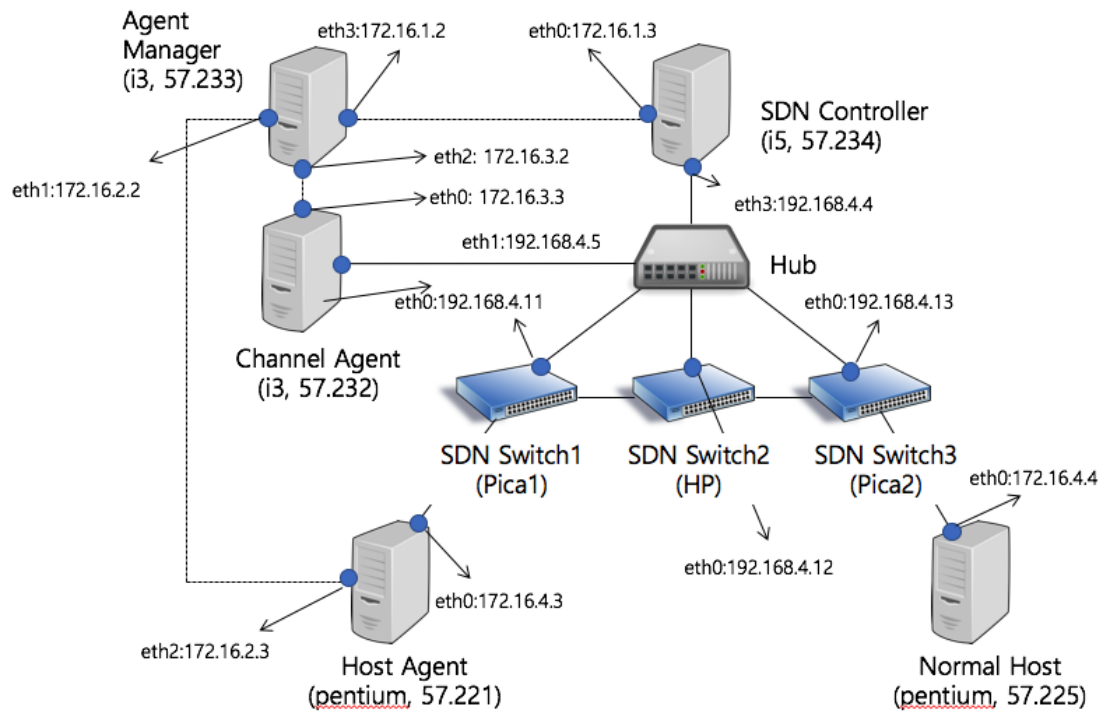 Agent
Manager
(i3, 57.233)
eth3:172.16.1.2
eth0:172.16.1.3
SDN Controller
(i5, 57.234)
eth1:172.16.2.2
eth2: 172.16.3.2
eth0: 172.16.3.3
eth3:192.168.4.4
eth1:192.168.4.5
Hub
eth0:192.168.4.11
eth0:192.168.4.13
Channel Agent
(i3, 57.232)
SDN Switch1
(Pica1)
SDN Switch2
(HP)
SDN Switch3
(Pica2)
eth0:172.16.4.4
eth0:192.168.4.12
eth0:172.16.4.3
eth2:172.16.2.3
Host Agent
(pentium, 57.221)
Normal Host
(pentium, 57.225)